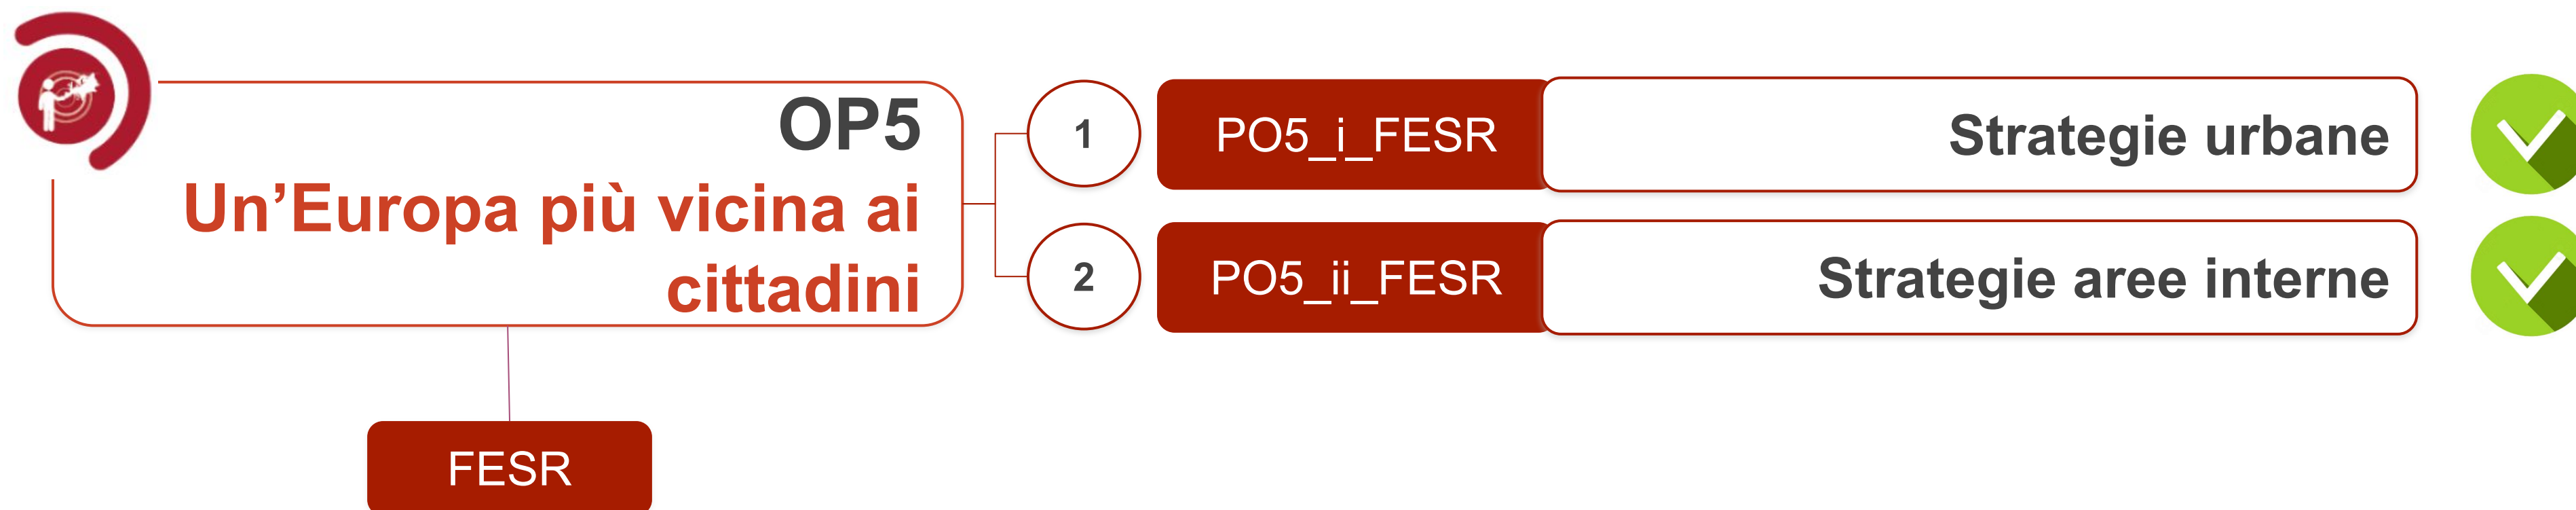 OP5
Un’Europa più vicina ai
cittadini
1
PO5_i_FESR
Strategie urbane
2
PO5_ii_FESR
Strategie aree interne
FESR